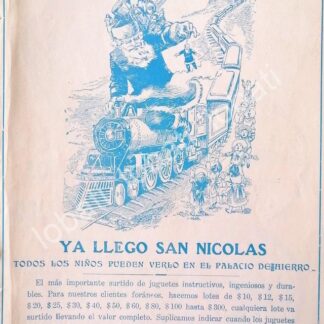 YA LLEGO SAN NICOLAS
TODOS LOS NIÑOS PUEDEN VERLO EN EL PALACIO DE HIERRO
El más importante surtido de juguetes instructivos, ingeniosos y dura-
bles. Para nuestros clientes foráneos, hacemos lotes de $10, $12, $15,
$20, $25, $30, $40, $50, $60, $80, $100 hasta $300, cualquiera lote va
surtido llevando el valor completo. Suplicamos indicar cuando los juguetes